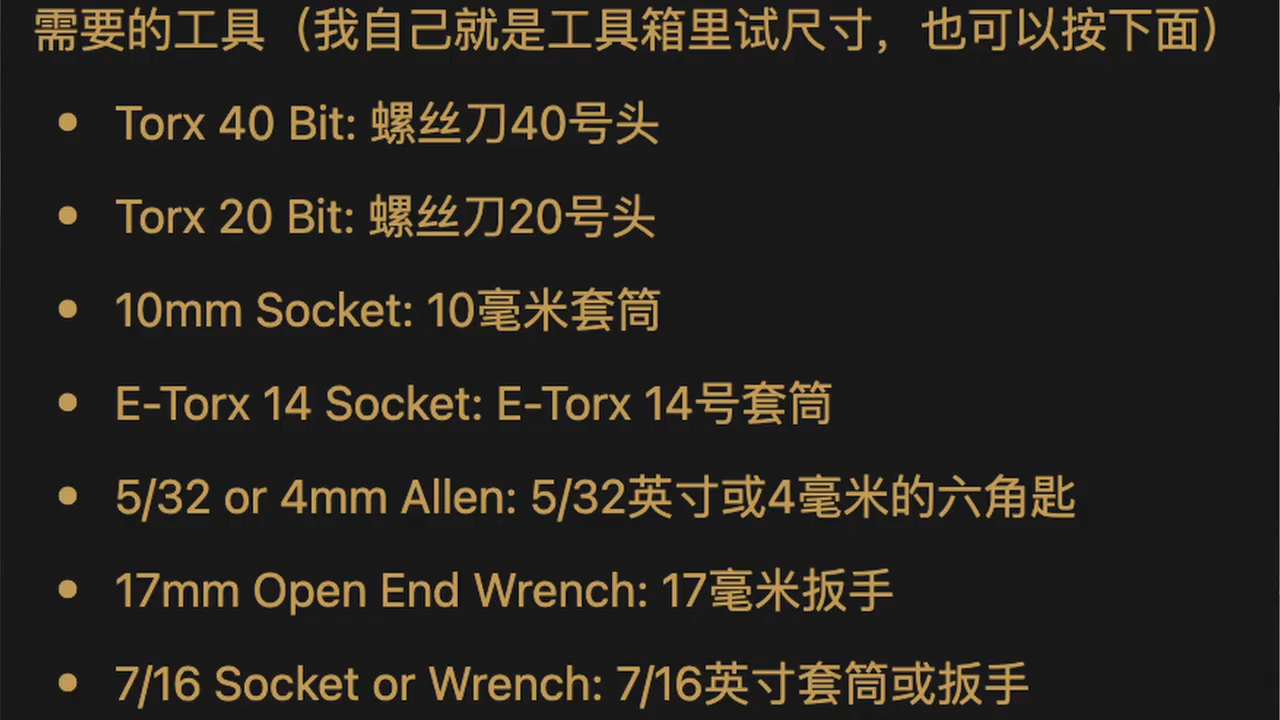 需要的工具（我自己就是工具箱里试尺寸，也可以按下面）
• Torx 40 Bit: 螺丝刀40号头
• Torx 20 Bit: 螺丝刀20号头
• 10mm Socket: 10毫米套筒
• E-Torx 14 Socket: E-Torx 14号套筒
• 5/32 or 4mm Allen: 5/32英寸或4毫米的六角匙
• 17mm Open End Wrench: 17毫米扳手
• 7/16 Socket or Wrench: 7/16英寸套筒或扳手